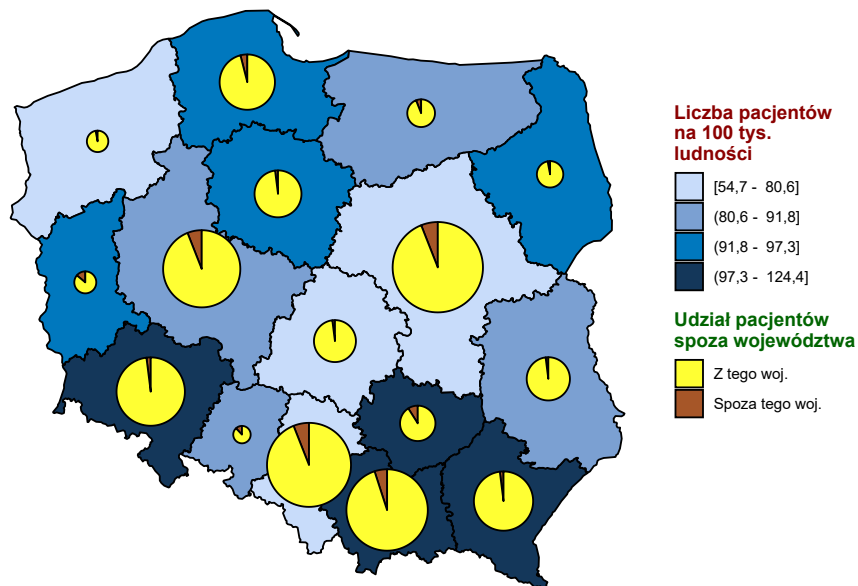 Liczba pacjentów
na 100 tys.
ludności
[54,7 - 80,6]
(80,6 - 91,8]
(91,8 - 97,3]
(97,3 - 124,4]
Udział pacjentów
spoza województwa
Z tego woj.
Spoza tego woj.